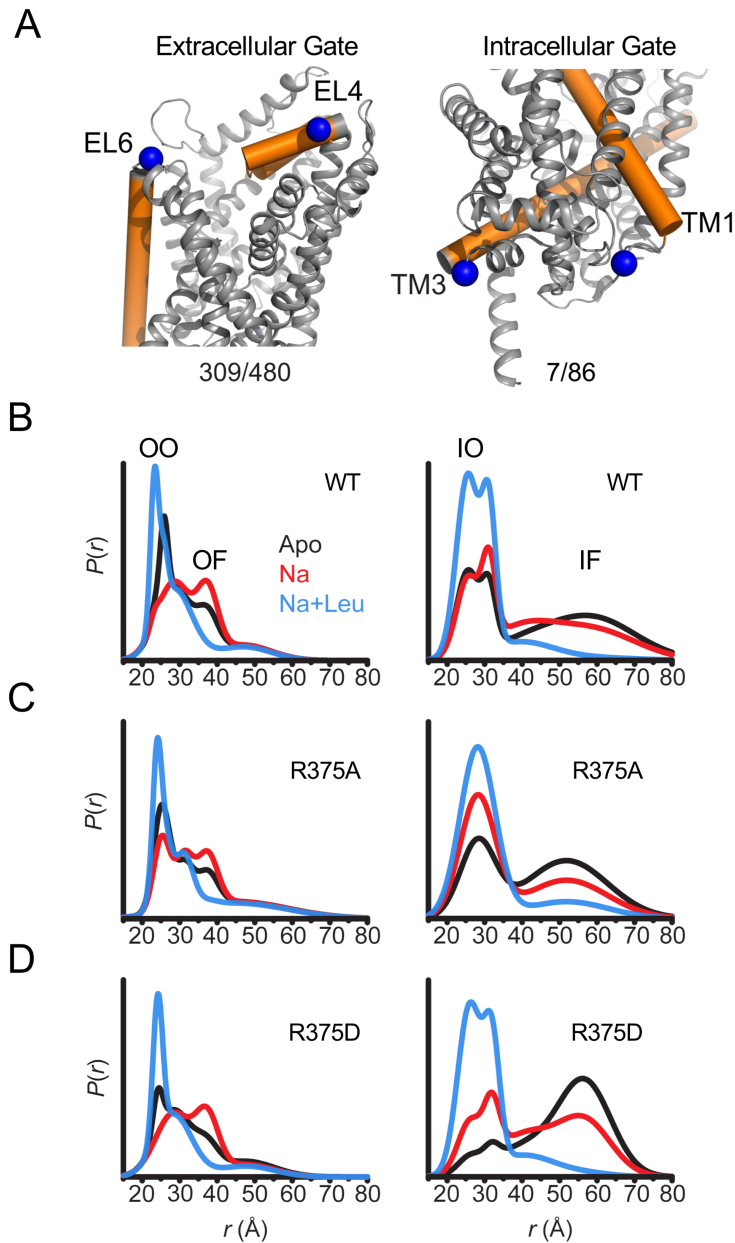 A
Extracellular Gate
Intracellular Gate
EL6
EL4
TM3
TM1
309/480
7/86
B
OO
OF
WT
Apo
Na
Na+Leu
P(r)
20 30 40 50 60 70 80
IO
IF
WT
20 30 40 50 60 70 80
C
R375A
P(r)
20 30 40 50 60 70 80
R375A
20 30 40 50 60 70 80
D
R375D
P(r)
20 30 40 50 60 70 80
r (Å)
R375D
20 30 40 50 60 70 80
r (Å)